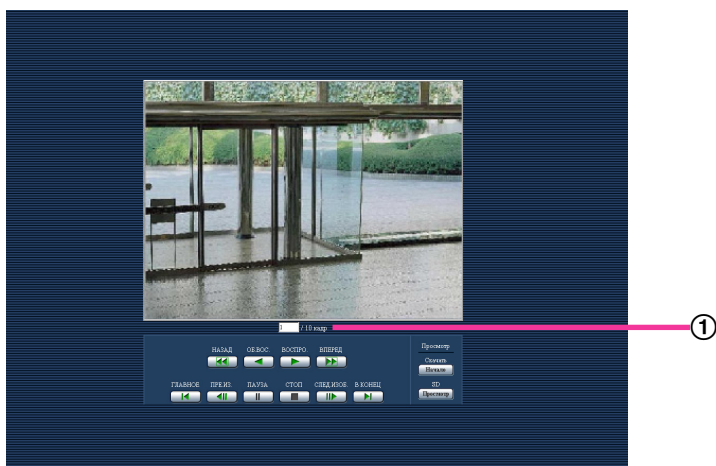 1 / 10 кадр
①
НАЗАД ОБ.ВОС. ВОСПРО ВПЕРЕД
Просмотр
Скачать
Начало
ГЛАВНОЕ ПРЕ.ИЗ. ПАУЗА СТОП СЛЕД.ИЗОБ. В КОНЕЦ
SD
Просмотр